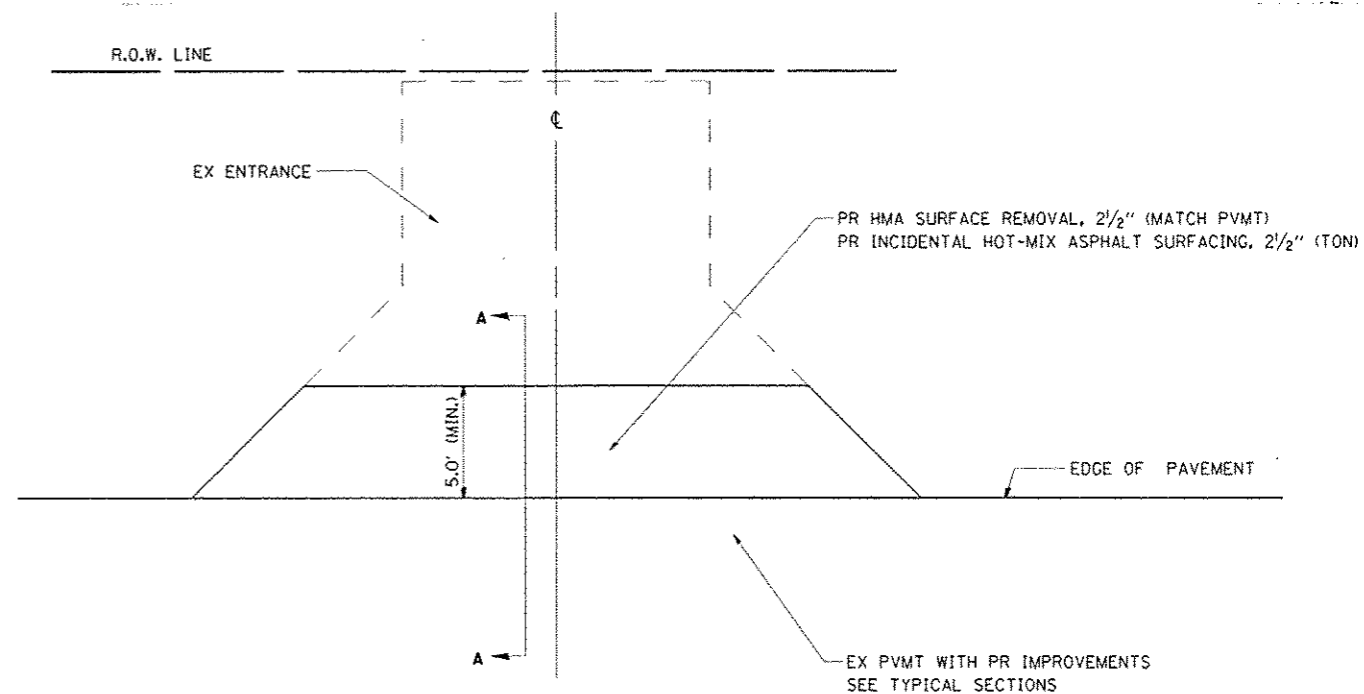 R.O.W. LINE
℄
EX ENTRANCE
PR HMA SURFACE REMOVAL, 2½" (MATCH PVMT)
PR INCIDENTAL HOT-MIX ASPHALT SURFACING, 2½" (TON)
A
5.0' (MIN.)
EDGE OF PAVEMENT
A
EX PVMT WITH PR IMPROVEMENTS
SEE TYPICAL SECTIONS